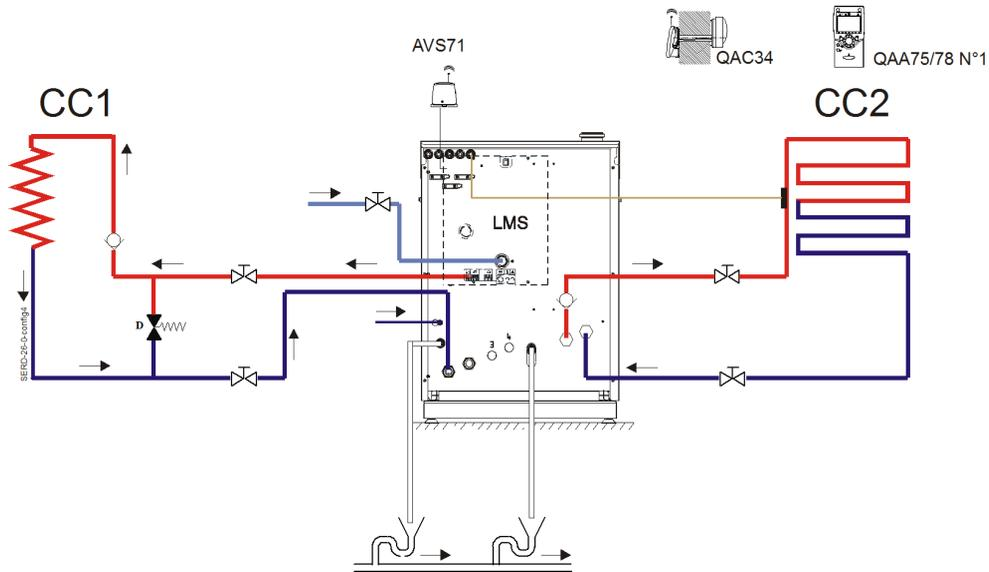 AVS71
QAC34
QAA75/78 N°1
CC1
CC2
LMS
D
SERD-26-0-config4
3
4